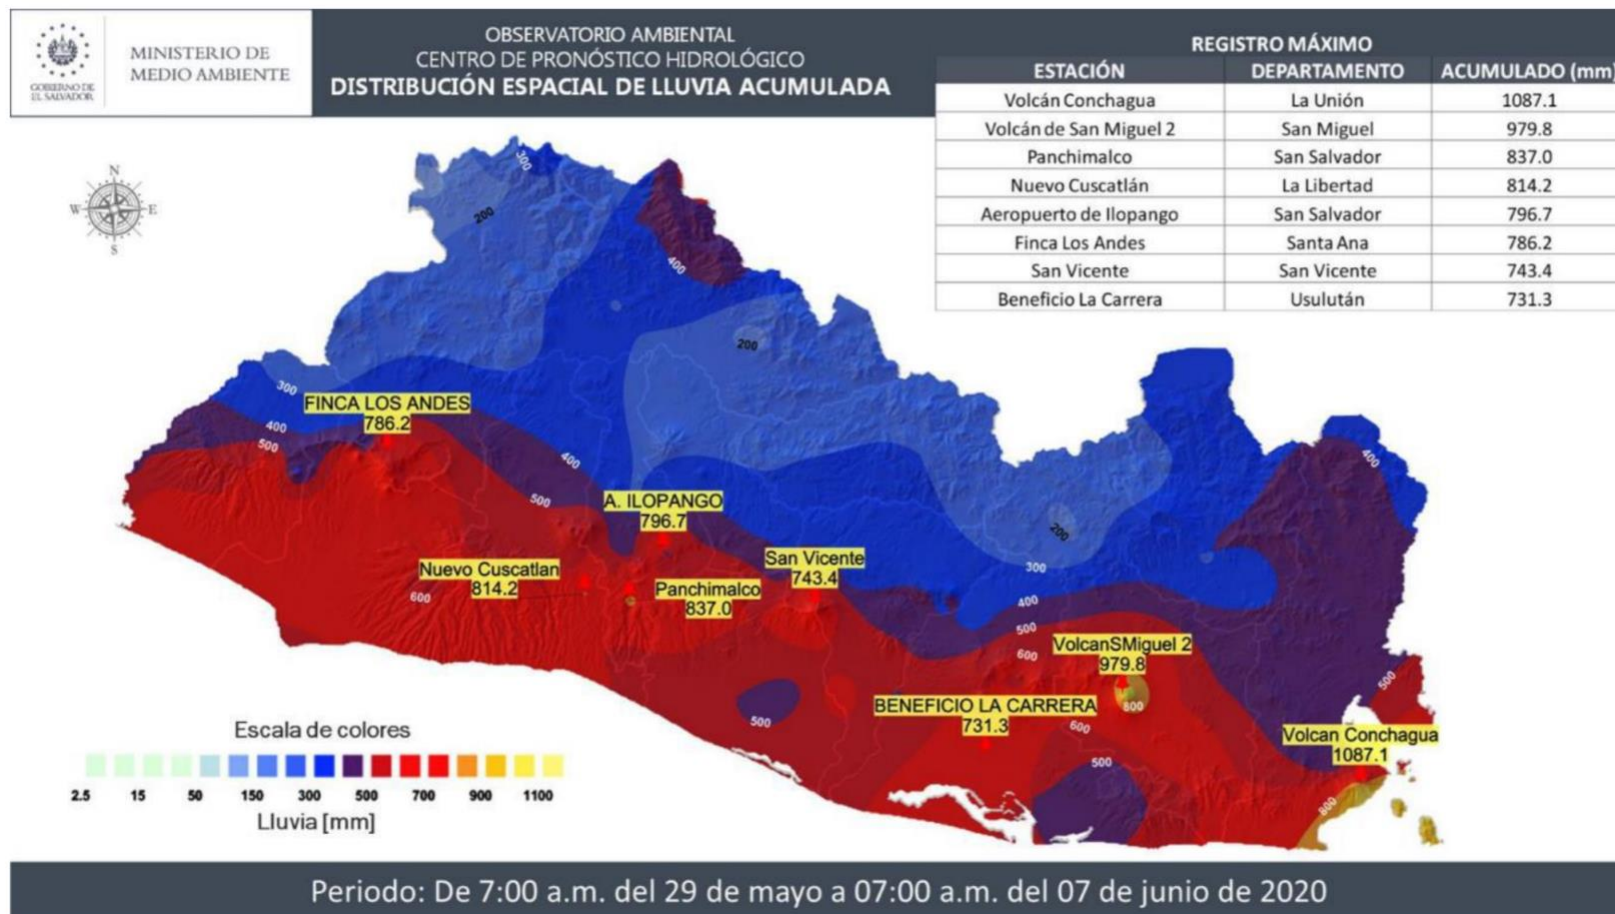 GOBIERNO DE
EL SALVADOR
MINISTERIO DE
MEDIO AMBIENTE
OBSERVATORIO AMBIENTAL
CENTRO DE PRONÓSTICO HIDROLÓGICO
DISTRIBUCIÓN ESPACIAL DE LLUVIA ACUMULADA
REGISTRO MÁXIMO
ESTACIÓN DEPARTAMENTO ACUMULADO (mm)
Volcán Conchagua La Unión 1087.1
Volcán de San Miguel 2 San Miguel 979.8
Panchimalco San Salvador 837.0
Nuevo Cuscatlán La Libertad 814.2
Aeropuerto de Ilopango San Salvador 796.7
Finca Los Andes Santa Ana 786.2
San Vicente San Vicente 743.4
Beneficio La Carrera Usulután 731.3
N
W E
S
300
200
400
200
300
FINCA LOS ANDES
786.2
400
500
400
400
500
A. ILOPANGO
796.7
200
San Vicente
743.4
Nuevo Cuscatlan
814.2
300
Panchimalco
837.0
600
400
500
600
VolcanSMiguel 2
979.8
500
800
BENEFICIO LA CARRERA
731.3
500
600
Volcan Conchagua
1087.1
500
800
Escala de colores
2.5 15 50 150 300 500 700 900 1100
Lluvia [mm]
Periodo: De 7:00 a.m. del 29 de mayo a 07:00 a.m. del 07 de junio de 2020